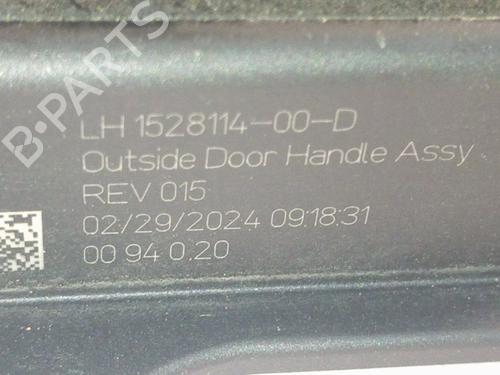 B-PARTS
LH 1528114-00-D
Outside Door Handle Assy
REV 015
02/29/2024 09:18:31
00 94 0.20